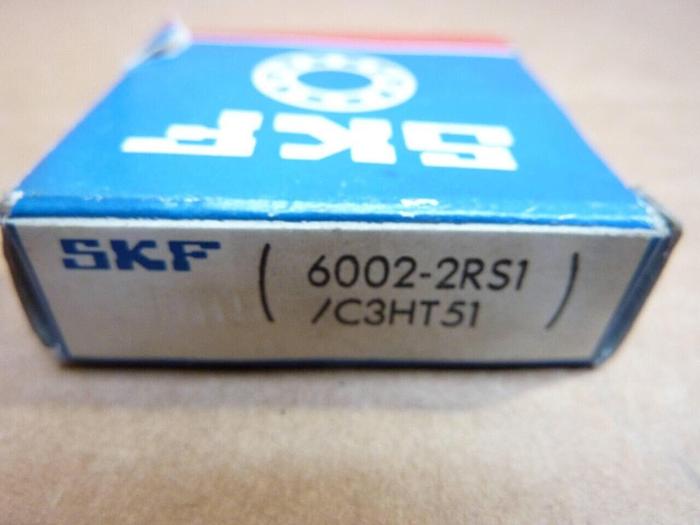 SKF
SKF
( 6002-2RS1
/C3HT51 )